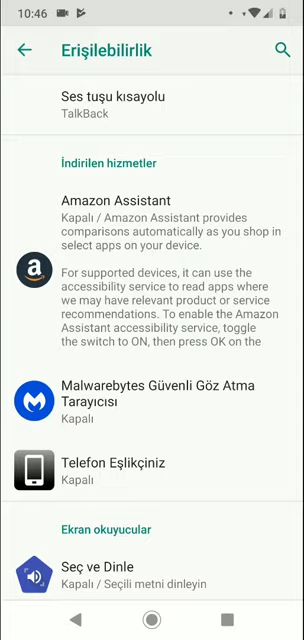 10:46
Erişilebilirlik
Ses tuşu kısayolu
TalkBack
İndirilen hizmetler
Amazon Assistant
Kapalı / Amazon Assistant provides
comparisons automatically as you shop in
select apps on your device.
For supported devices, it can use the
accessibility service to read apps where
we may have relevant product or service
recommendations. To enable the Amazon
Assistant accessibility service, toggle
the switch to ON, then press OK on the
Malwarebytes Güvenli Göz Atma
Tarayıcısı
Kapalı
Telefon Eşlikçiniz
Kapalı
Ekran okuyucular
Seç ve Dinle
Kapalı / Seçili metni dinleyin